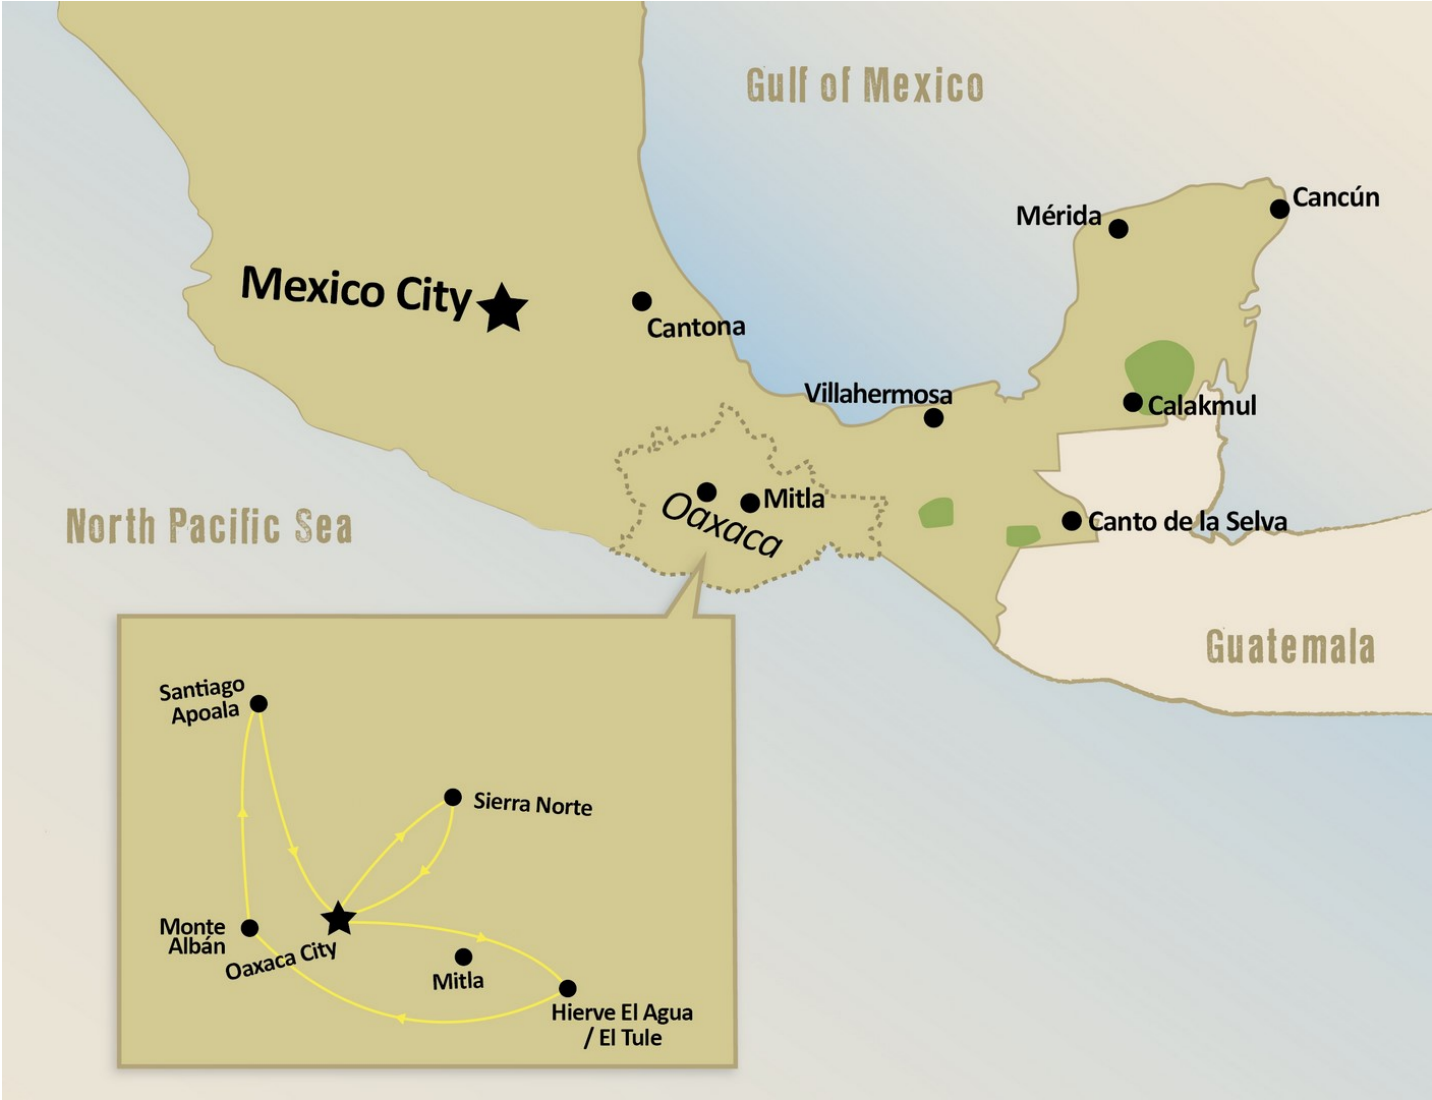 Gulf of Mexico
Cancún
Mérida
Mexico City
Cantona
Villahermosa
Calakmul
Mitla
Oaxaca
Canto de la Selva
North Pacific Sea
Guatemala
Santiago
Apoala
Sierra Norte
Monte
Albán
Oaxaca City
Mitla
Hierve El Agua
/ El Tule